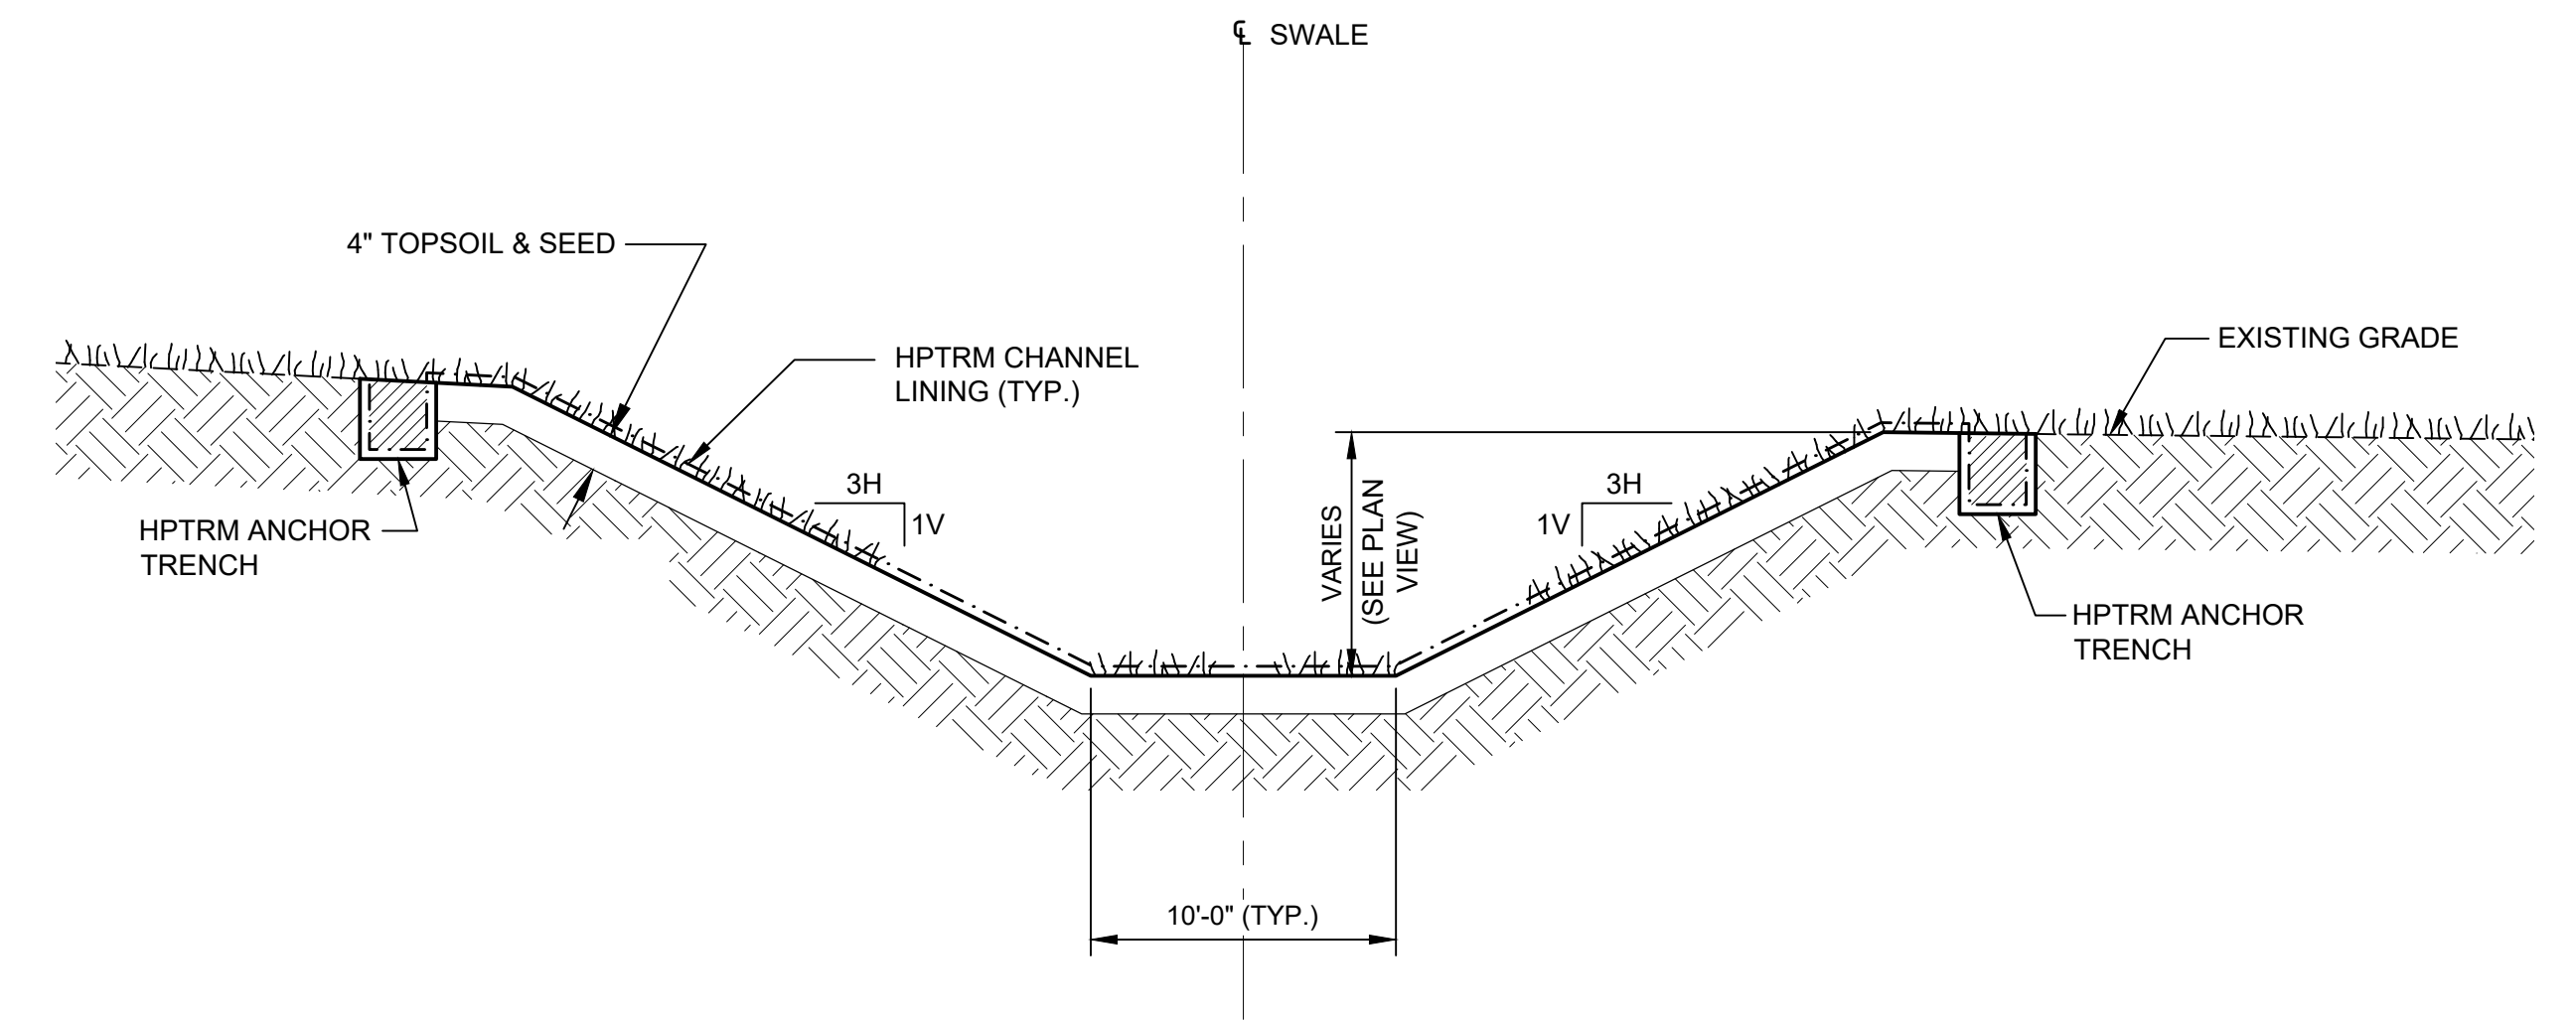 ℄ SWALE
4" TOPSOIL & SEED
HPTRM CHANNEL
LINING (TYP.)
EXISTING GRADE
3H
1V
VARIES
(SEE PLAN
VIEW)
3H
1V
HPTRM ANCHOR
TRENCH
HPTRM ANCHOR
TRENCH
10'-0" (TYP.)